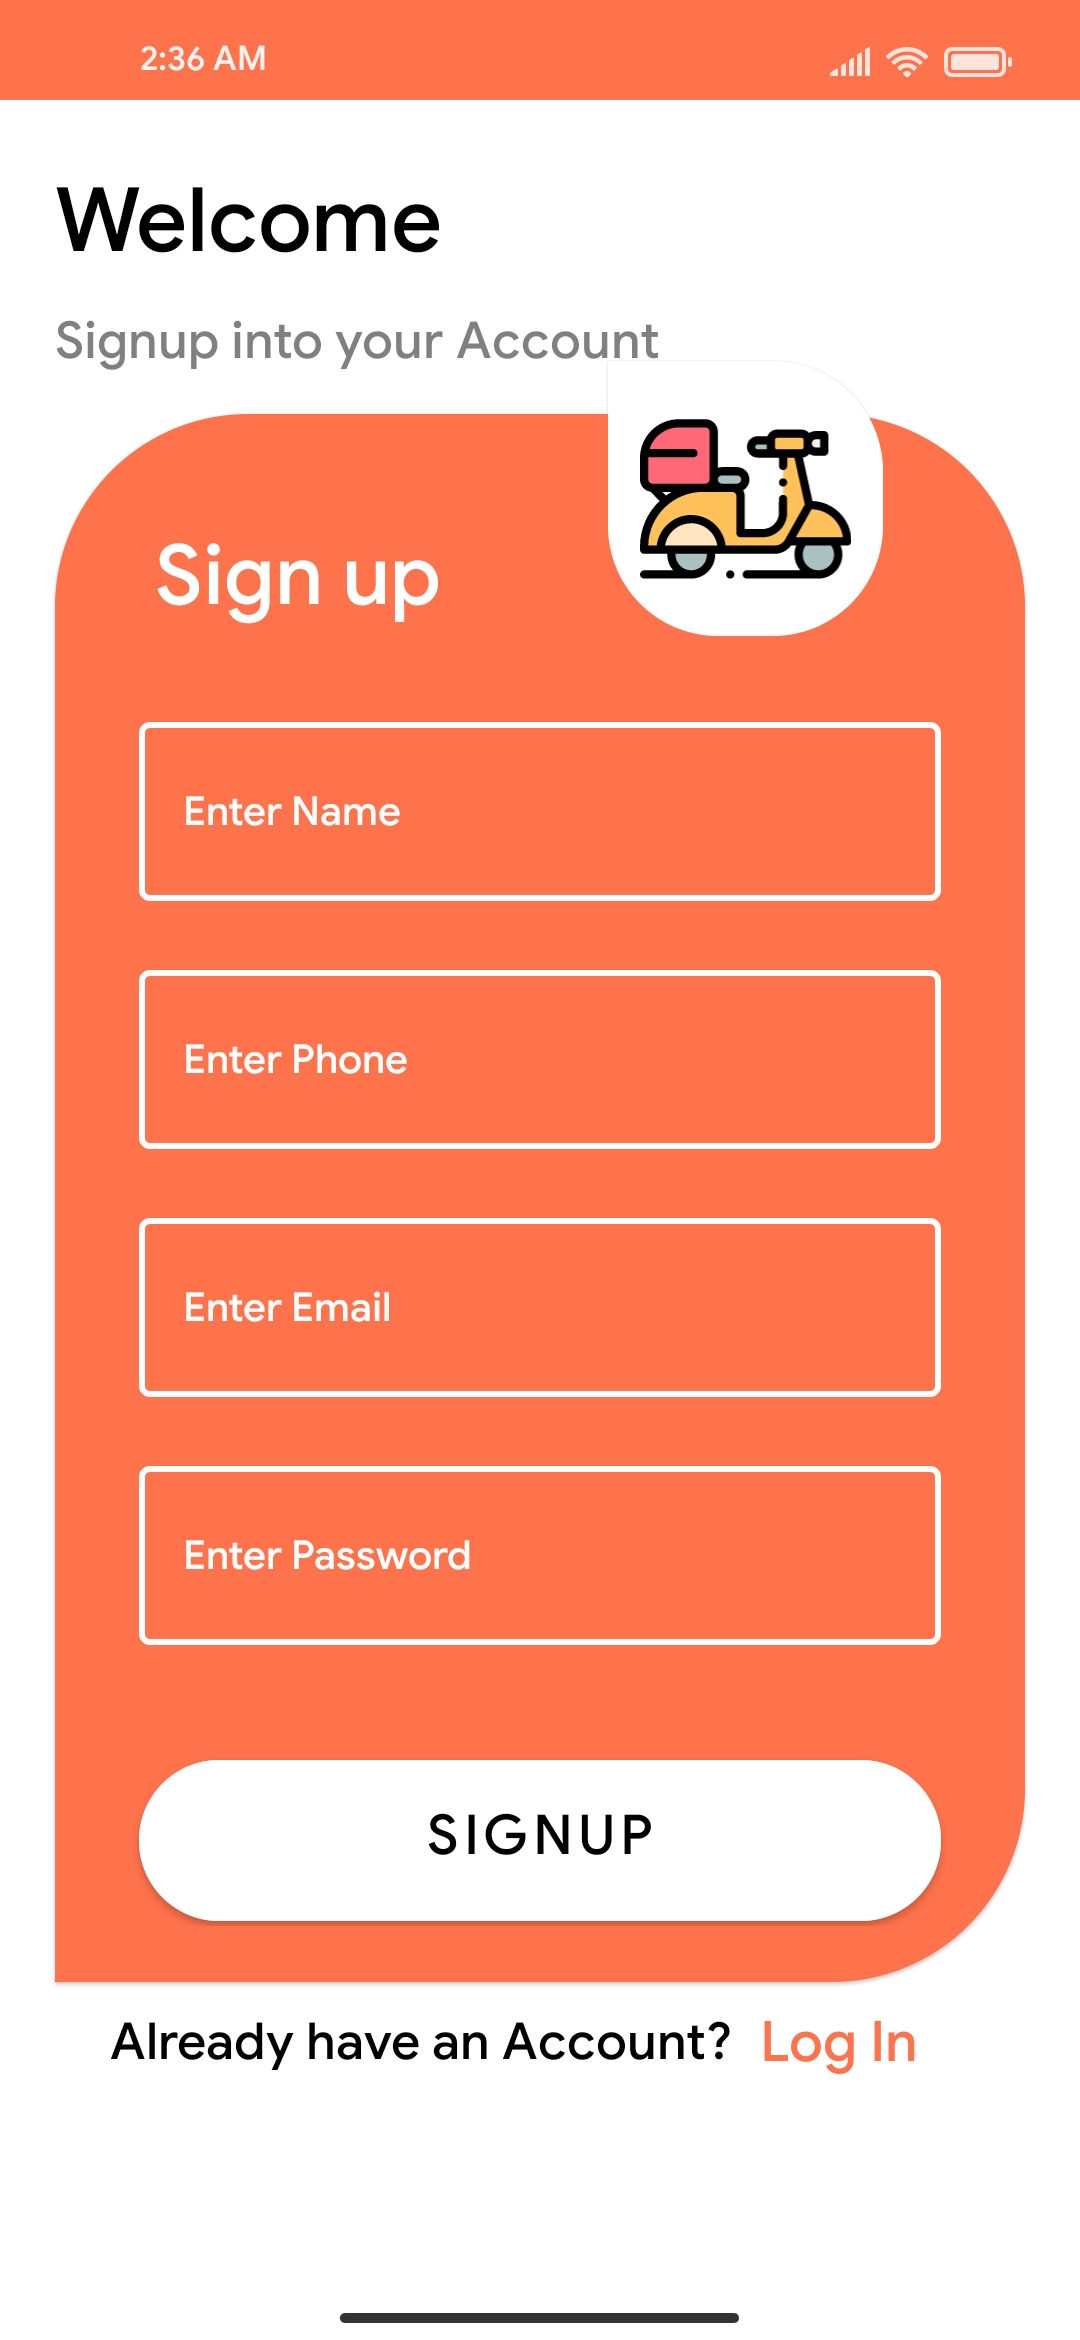 2:36 AM
Welcome
Signup into your Account
Sign up
Enter Name
Enter Phone
Enter Email
Enter Password
SIGNUP
Already have an Account? Log In